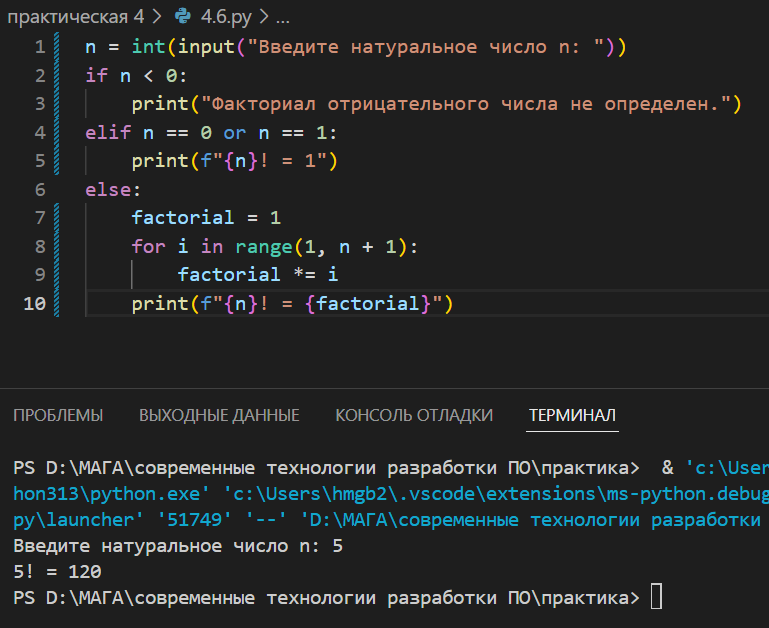 практическая 4 > 4.6.py > ...
1 n = int(input("Введите натуральное число n: "))
2 if n < 0:
3 print("Факториал отрицательного числа не определен.")
4 elif n == 0 or n == 1:
5 print(f"{n}! = 1")
6 else:
7 factorial = 1
8 for i in range(1, n + 1):
9 factorial *= i
10 print(f"{n}! = {factorial}")
ПРОБЛЕМЫ ВЫХОДНЫЕ ДАННЫЕ КОНСОЛЬ ОТЛАДКИ ТЕРМИНАЛ
PS D:\МАГА\современные технологии разработки ПО\практика> & 'c:\User
hon313\python.exe' 'c:\Users\hmgb2\.vscode\extensions\ms-python.debug
py\launcher' '51749' '--' 'D:\МАГА\современные технологии разработки
Введите натуральное число n: 5
5! = 120
PS D:\МАГА\современные технологии разработки ПО\практика>